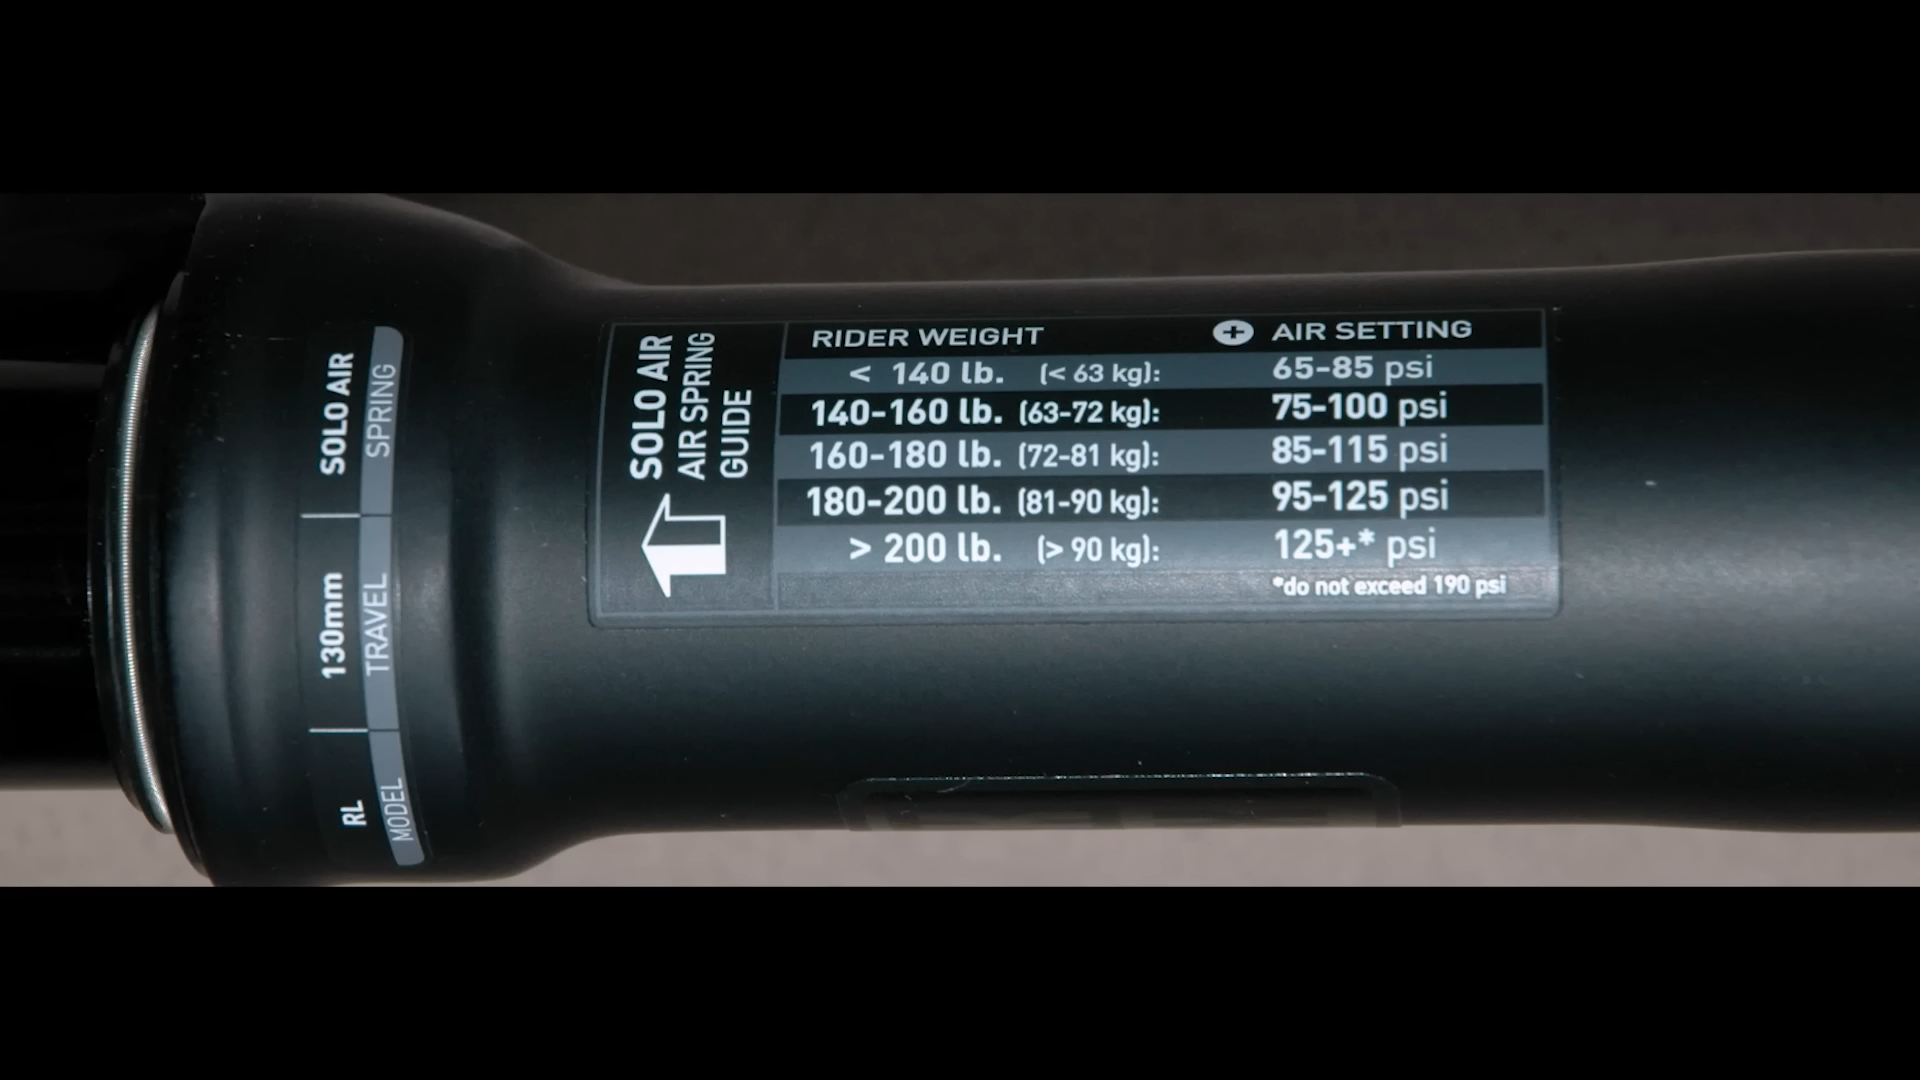 SOLO AIR
SPRING
130mm
TRAVEL
RL
MODEL
SOLO AIR
AIR SPRING
GUIDE
RIDER WEIGHT + AIR SETTING
< 140 lb. (< 63 kg): 65-85 psi
140-160 lb. (63-72 kg): 75-100 psi
160-180 lb. (72-81 kg): 85-115 psi
180-200 lb. (81-90 kg): 95-125 psi
> 200 lb. (> 90 kg): 125+* psi
*do not exceed 190 psi